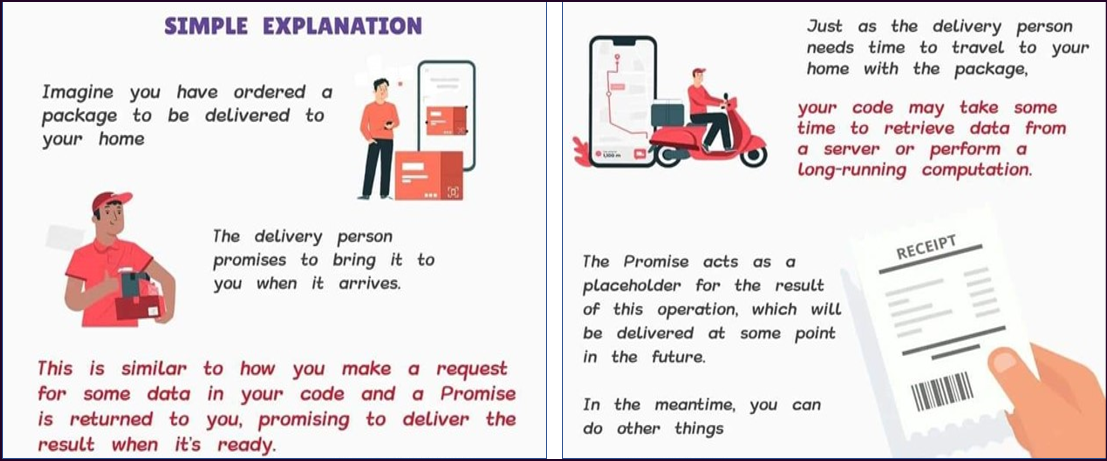 SIMPLE EXPLANATION
Imagine you have ordered a
package to be delivered to
your home
The delivery person
promises to bring it to
you when it arrives.
This is similar to how you make a request
for some data in your code and a Promise
is returned to you, promising to deliver the
result when it's ready.
Just as the delivery person
needs time to travel to your
home with the package,
your code may take some
time to retrieve data from
a server or perform a
long-running computation.
The Promise acts as a
placeholder for the result
of this operation, which will
be delivered at some point
in the future.
In the meantime, you can
do other things
RECEIPT